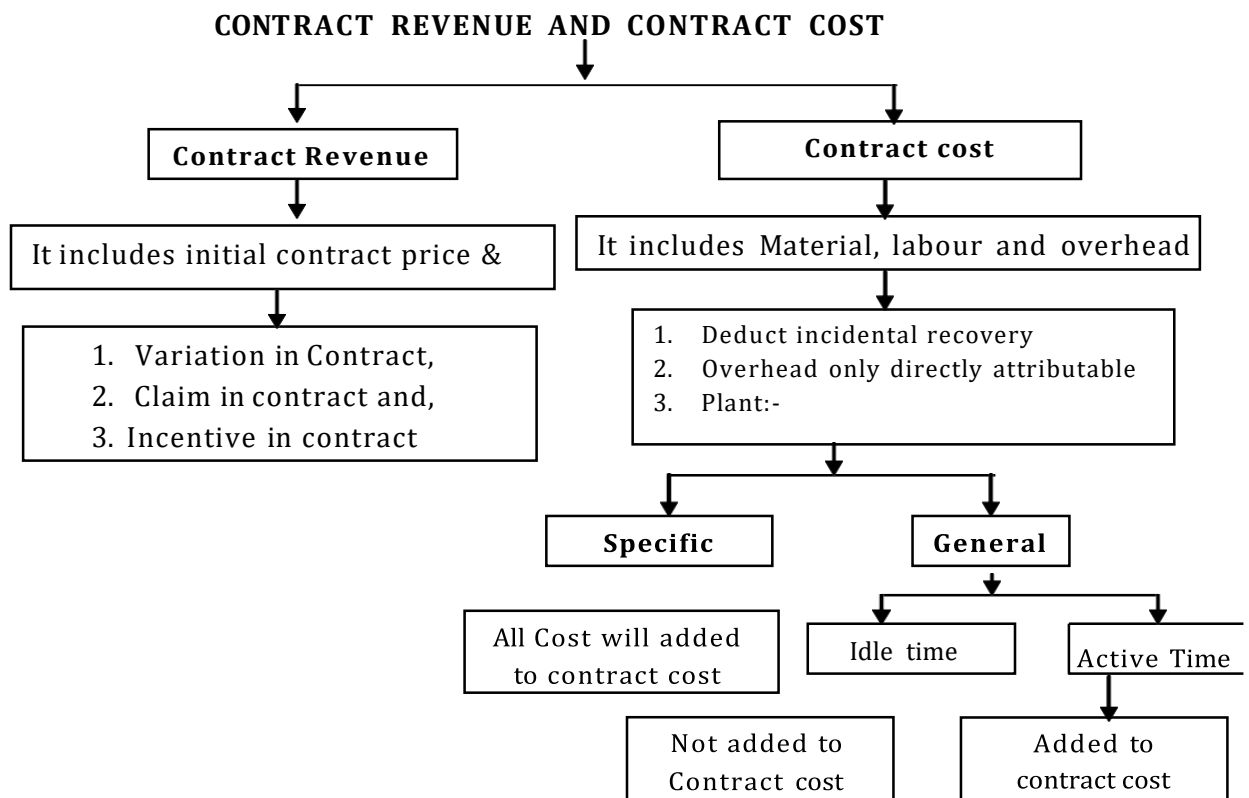 CONTRACT REVENUE AND CONTRACT COST
Contract Revenue
Contract cost
It includes initial contract price &
It includes Material, labour and overhead
1. Variation in Contract,
2. Claim in contract and,
3. Incentive in contract
1. Deduct incidental recovery
2. Overhead only directly attributable
3. Plant:-
Specific
General
All Cost will added
to contract cost
Idle time
Active Time
Not added to
Contract cost
Added to
contract cost